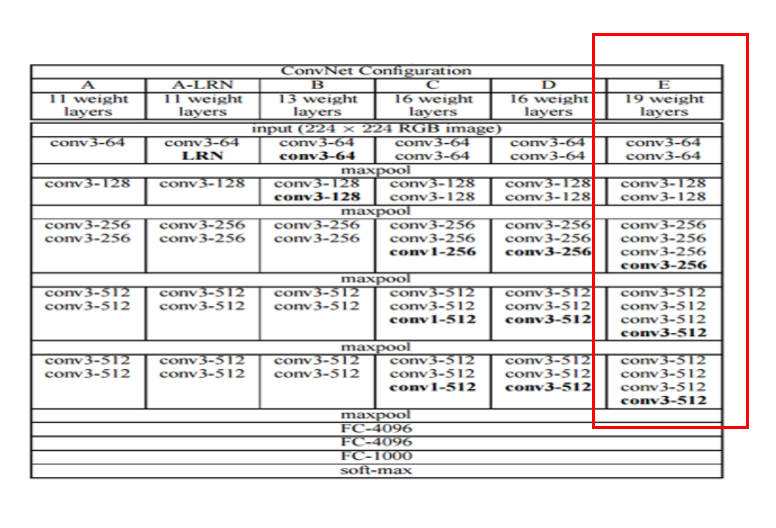 ConvNet Configuration
A A-LRN B C D E
11 weight 11 weight 13 weight 16 weight 16 weight 19 weight
layers layers layers layers layers layers
input (224 × 224 RGB image)
conv3-64 conv3-64 conv3-64 conv3-64 conv3-64 conv3-64
LRN conv3-64 conv3-64 conv3-64 conv3-64
maxpool
conv3-128 conv3-128 conv3-128 conv3-128 conv3-128 conv3-128
conv3-128 conv3-128 conv3-128 conv3-128
maxpool
conv3-256 conv3-256 conv3-256 conv3-256 conv3-256 conv3-256
conv3-256 conv3-256 conv3-256 conv3-256 conv3-256 conv3-256
conv1-256 conv3-256 conv3-256
conv3-256
maxpool
conv3-512 conv3-512 conv3-512 conv3-512 conv3-512 conv3-512
conv3-512 conv3-512 conv3-512 conv3-512 conv3-512 conv3-512
conv1-512 conv3-512 conv3-512
conv3-512
maxpool
conv3-512 conv3-512 conv3-512 conv3-512 conv3-512 conv3-512
conv3-512 conv3-512 conv3-512 conv3-512 conv3-512 conv3-512
conv1-512 conv3-512 conv3-512
conv3-512
maxpool
FC-4096
FC-4096
FC-1000
soft-max